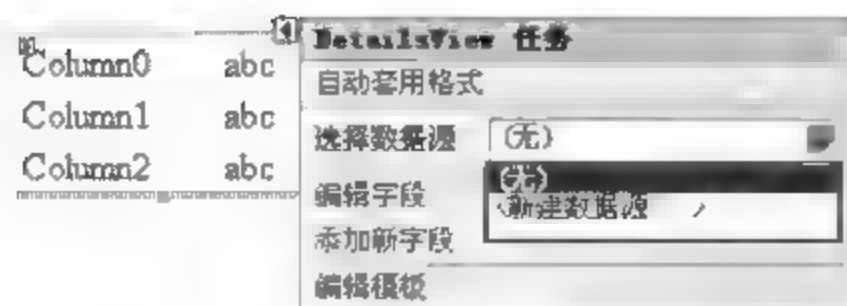 DetailsView 任务
Column0 abc
自动套用格式
Column1 abc
选择数据源 (无)
(无)
Column2 abc
编辑字段 <新建数据源 >
添加新字段
编辑模板